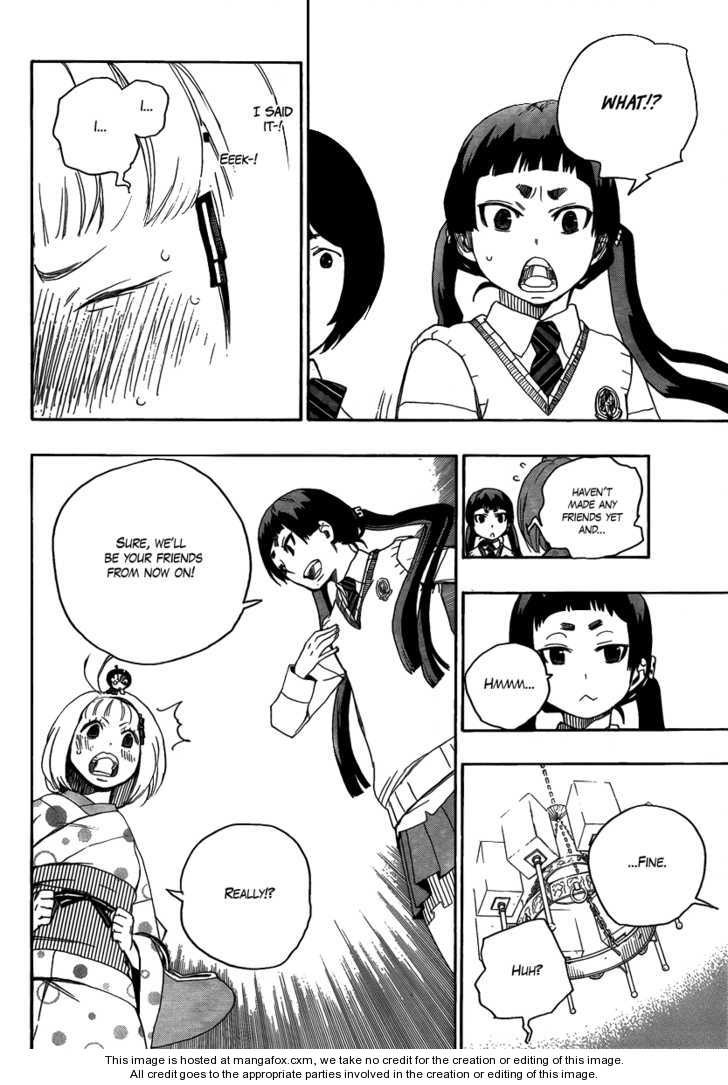 WHAT!?
I SAID
IT-!
EEEK-!
I...
I...
HAVEN'T
MADE ANY
FRIENDS YET
AND...
HMMM...
...FINE.
HUH?
SURE, WE'LL
BE YOUR FRIENDS
FROM NOW ON!
REALLY!?
This image is hosted at mangafox.cxm, we take no credit for the creation or editing of this image.
All credit goes to the appropriate parties involved in the creation or editing of this image.